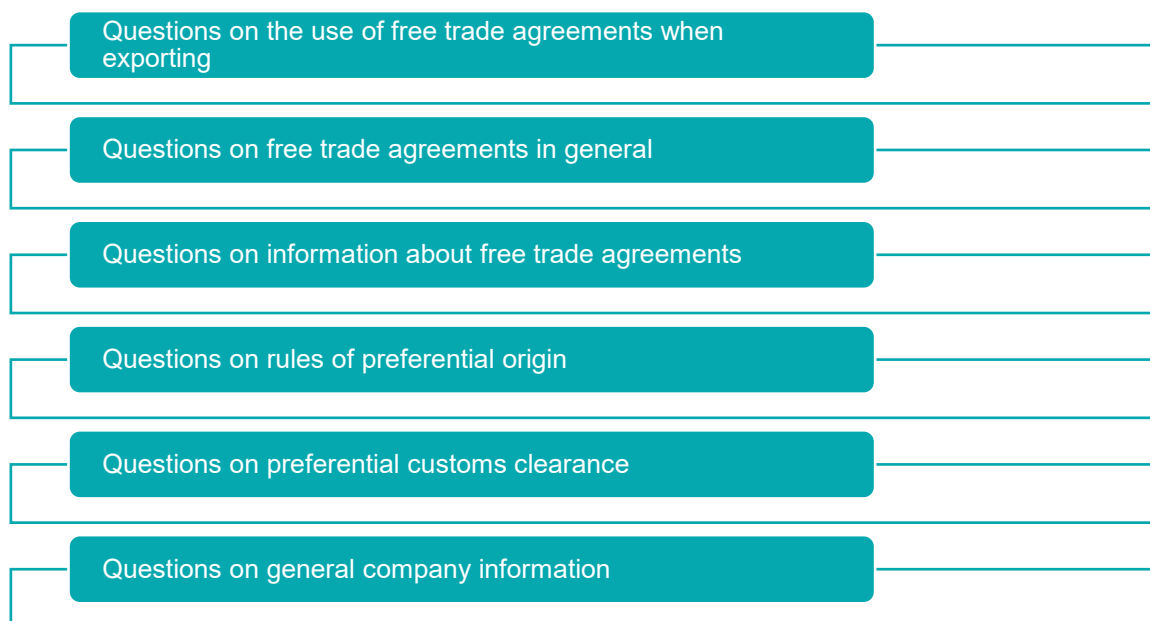 Questions on the use of free trade agreements when
exporting
Questions on free trade agreements in general
Questions on information about free trade agreements
Questions on rules of preferential origin
Questions on preferential customs clearance
Questions on general company information